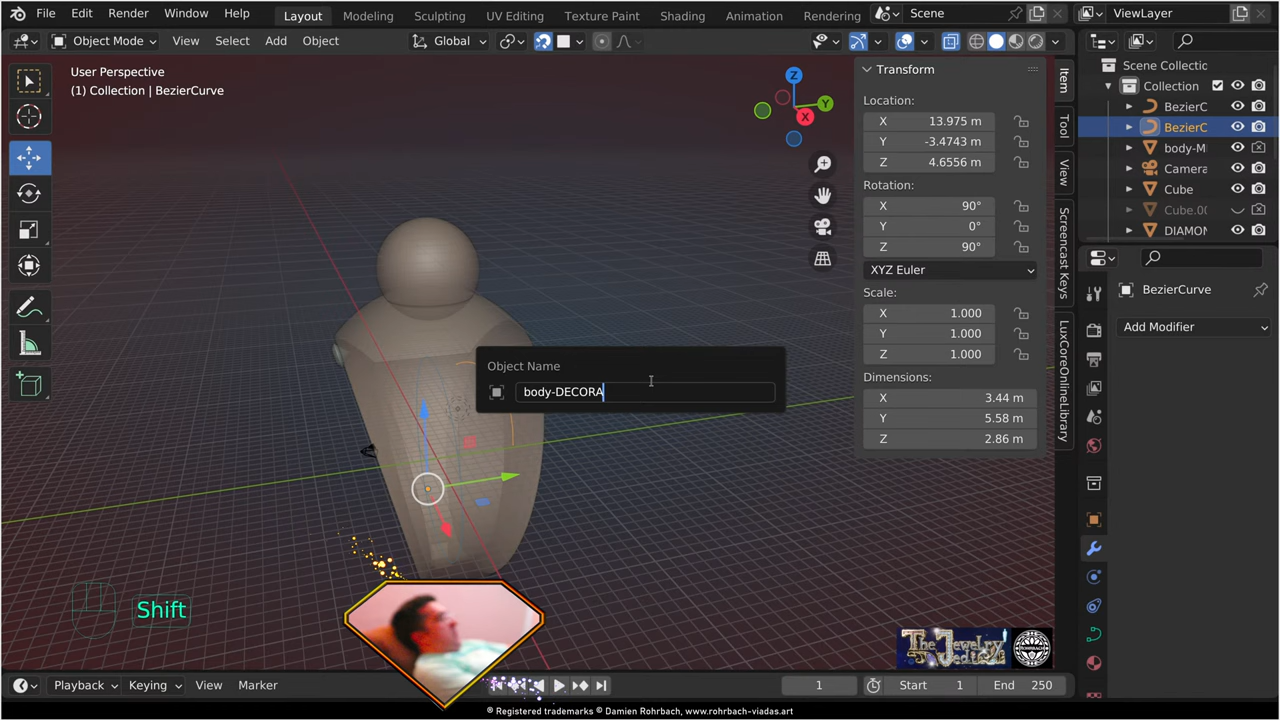 File Edit Render Window Help Layout Modeling Sculpting UV Editing Texture Paint Shading Animation Rendering Scene ViewLayer
Object Mode View Select Add Object Global
User Perspective
(1) Collection | BezierCurve
Z
Y
X
Transform
Location:
X 13.975 m
Y -3.4743 m
Z 4.6556 m
Rotation:
X 90°
Y 0°
Z 90°
XYZ Euler
Scale:
X 1.000
Y 1.000
Z 1.000
Dimensions:
X 3.44 m
Y 5.58 m
Z 2.86 m
Item
Tool
View
Screencast Keys
LuxCoreOnlineLibrary
Scene Collectio
Collection
BezierC
BezierC
body-M
Camera
Cube
Cube.00
DIAMON
BezierCurve
Add Modifier
Object Name
body-DECORA
Shift
The Jewelry Jedi
ROHRBACH
Playback Keying View Marker 1 Start 1 End 250
® Registered trademarks © Damien Rohrbach, www.rohrbach-viadas.art